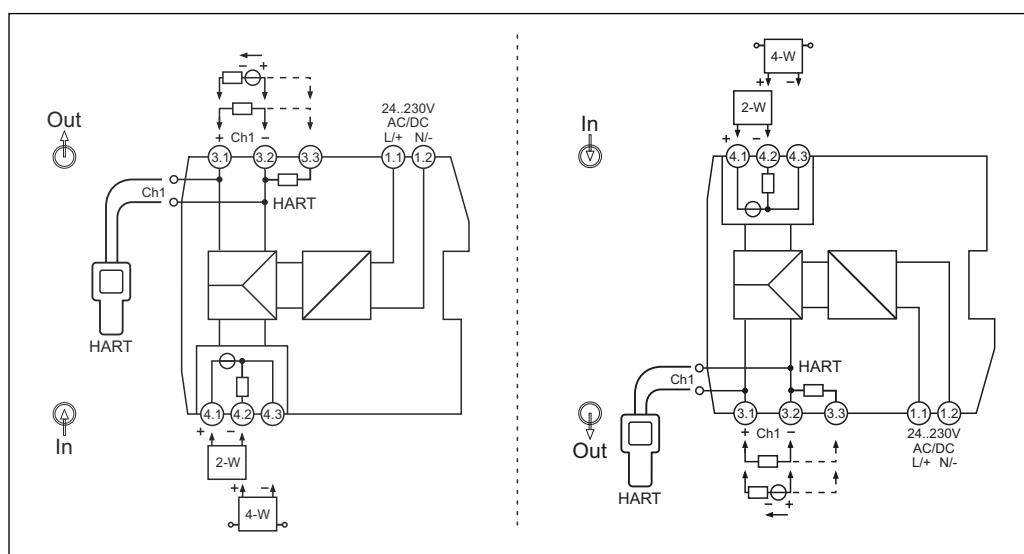 − +
Out
+ Ch1 −
24..230V
AC/DC
L/+ N/-
3.1 3.2 3.3 1.1 1.2
Ch1
HART
HART
4.1 4.2 4.3
In
+ −
2-W
+ −
4-W
4-W
+ −
2-W
In
+ −
4.1 4.2 4.3
HART
Ch1
3.1 3.2 3.3 1.1 1.2
Out
+ Ch1 −
24..230V
AC/DC
L/+ N/-
HART
− +